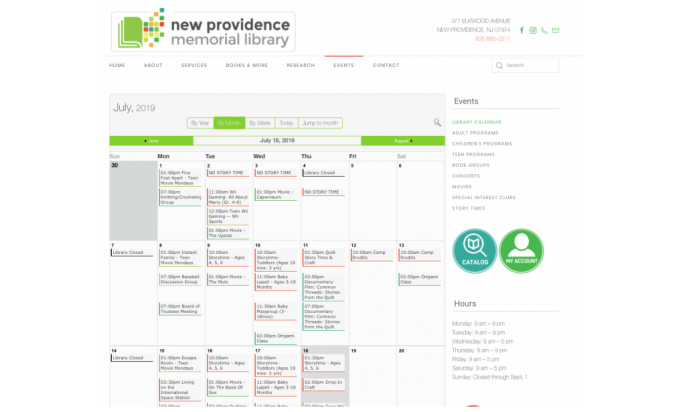 new providence
memorial library
377 ELKWOOD AVENUE
NEW PROVIDENCE, NJ 07974
908-665-0311
HOME ABOUT SERVICES BOOKS & MORE RESEARCH EVENTS CONTACT
Search
July, 2019
By Year By Month By Week Today Jump to month
June July 18, 2019 August
Sun Mon Tue Wed Thu Fri Sat
30 1 2 3 4 5 6
01:00pm Five
Feet Apart - Teen
Movie Mondays
07:00pm
Knitting/Crocheting
Group
NO STORY TIME
11:00am Wii
Gaming: All About
Mario (Gr. 4-6)
12:00pm Teen Wii
Gaming -- Wii
Sports
01:00pm Movie -
The Upside
NO STORY TIME
01:00pm Movie -
Capernaum
Library Closed
NO STORY TIME
7 8 9 10 11 12 13
Library Closed
01:00pm Instant
Family - Teen
Movie Mondays
07:00pm Baseball
Discussion Group
07:00pm Board of
Trustees Meeting
10:00am
Storytime - Ages
4, 5, 6
01:00pm Movie -
The Mule
10:00am
Storytime-
Toddlers (Ages 18
mos- 3 yrs)
11:00am Baby
Lapsit - Ages 3-18
Months
11:30am Baby
Playgroup (3-
18mos)
02:00pm Origami
Class
01:30pm Quilt
Story Time &
Craft
03:00pm
Documentary
Film: Common
Threads: Stories
from the Quilt
07:00pm
Documentary
Film: Common
Threads: Stories
from the Quilt
10:00am Camp
Erudito
10:00am Camp
Erudito
02:00pm Origami
Class
14 15 16 17 18 19 20
Library Closed
01:00pm Escape
Room - Teen
Movie Mondays
03:30pm Living
on the
International
Space Station
10:00am
Storytime - Ages
4, 5, 6
01:00pm Movie -
On The Basis Of
Sex
10:00am
Storytime-
Toddlers (Ages 18
mos- 3 yrs)
11:00am Baby
Lapsit - Ages 3-18
Months
11:30am Baby
01:30pm
Storytime - Ages
4, 5, 6
02:00pm Drop In
Craft
Events
LIBRARY CALENDAR
ADULT PROGRAMS
CHILDREN'S PROGRAMS
TEEN PROGRAMS
BOOK GROUPS
CONCERTS
MOVIES
SPECIAL INTEREST CLUBS
STORY TIMES
CATALOG
MY ACCOUNT
Hours
Monday: 9 am – 9 pm
Tuesday: 9 am – 9 pm
Wednesday: 9 am – 5 pm
Thursday: 9 am – 9 pm
Friday: 9 am – 5 pm
Saturday: 9 am – 5 pm
Sunday: Closed through Sept. 1